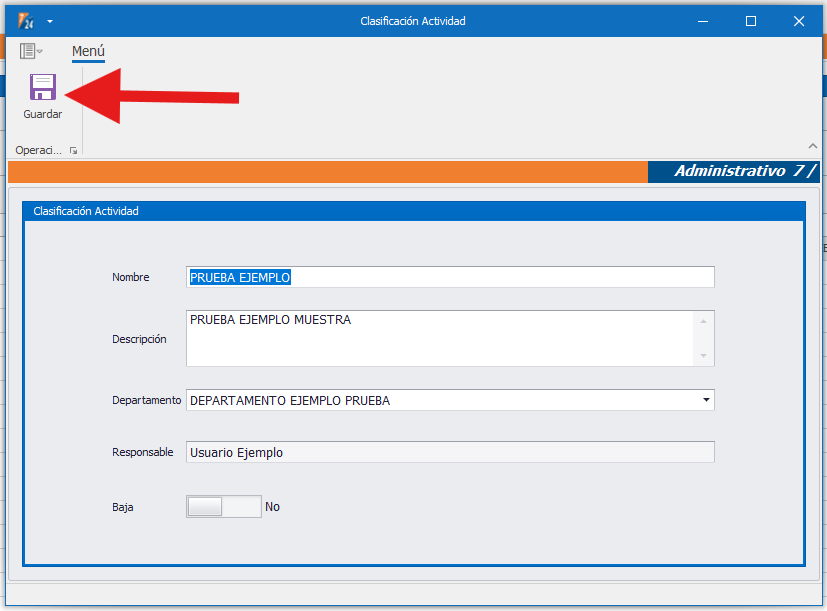 24
Clasificación Actividad
Menú
Guardar
Operaci...
Administrativo 7 /
Clasificación Actividad
Nombre
PRUEBA EJEMPLO
Descripción
PRUEBA EJEMPLO MUESTRA
Departamento
DEPARTAMENTO EJEMPLO PRUEBA
Responsable
Usuario Ejemplo
Baja
No